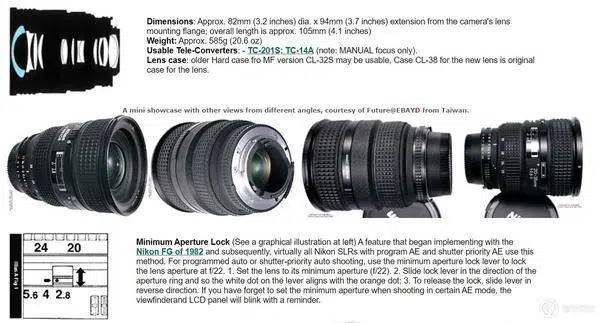 Dimensions: Approx. 82mm (3.2 inches) dia. x 94mm (3.7 inches) extension from the camera's lens
mounting flange; overall length is approx. 105mm (4.1 inches)
Weight: Approx. 585g (20.6 oz)
Usable Tele-Converters: - TC-201S; TC-14A (note: MANUAL focus only).
Lens case: older Hard case fro MF version CL-32S may be usable, Case CL-38 for the new lens is original
case for the lens.
A mini showcase with other views from different angles, courtesy of Future@EBAYD from Taiwan.
24 20
5.6 4 2.8
Minimum Aperture Lock (See a graphical illustration at left) A feature that began implementing with the
Nikon FG of 1982 and subsequently, virtually all Nikon SLRs with program AE and shutter priority AE use this
method. For programmed auto or shutter-priority auto shooting, use the minimum aperture lock lever to lock
the lens aperture at f/22. 1. Set the lens to its minimum aperture (f/22). 2. Slide lock lever in the direction of the
aperture ring and so the white dot on the lever aligns with the orange dot; 3. To release the lock, slide lever in
reverse direction. If you have forget to set the minimum aperture when shooting in certain AE mode, the
viewfinderand LCD panel will blink with a reminder.